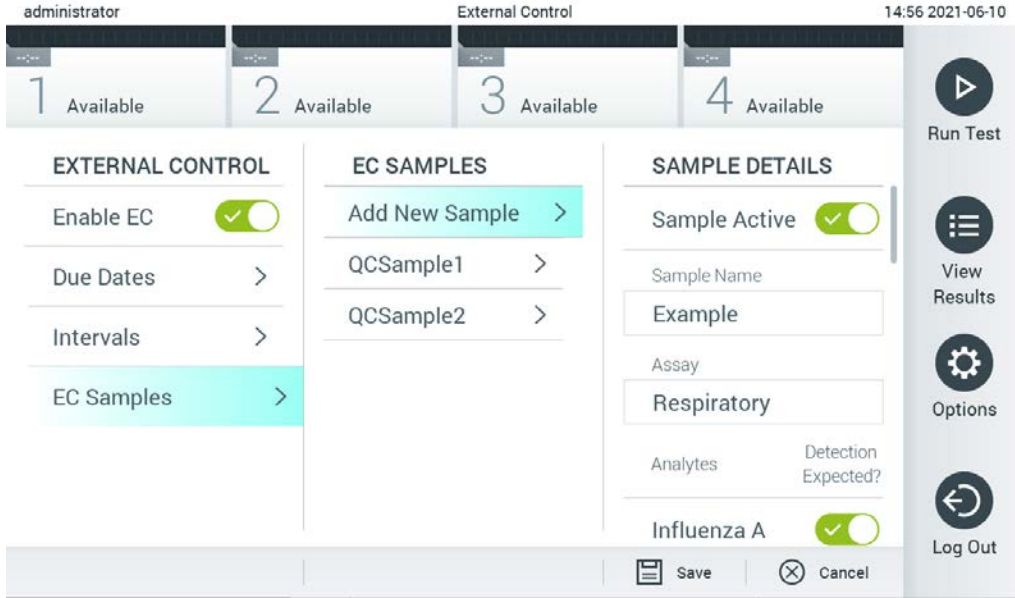 administrator
External Control
14:56 2021-06-10
--:--
1 Available
--:--
2 Available
--:--
3 Available
--:--
4 Available
EXTERNAL CONTROL
Enable EC
Due Dates
Intervals
EC Samples
EC SAMPLES
Add New Sample
QCSample1
QCSample2
SAMPLE DETAILS
Sample Active
Sample Name
Example
Assay
Respiratory
Analytes
Detection
Expected?
Influenza A
Save
Cancel
Run Test
View
Results
Options
Log Out